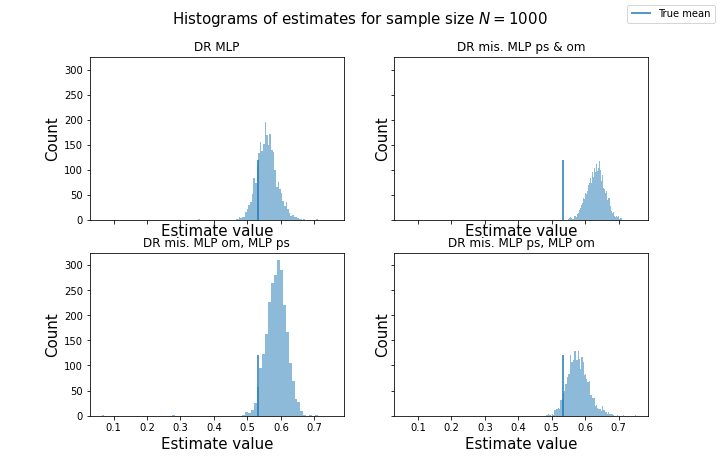 Histograms of estimates for sample size N = 1000
True mean
DR MLP
DR mis. MLP ps & om
300
250
200
150
100
50
0
Count
Count
Estimate value
Estimate value
DR mis. MLP om, MLP ps
DR mis. MLP ps, MLP om
300
250
200
150
100
50
0
Count
Count
0.1 0.2 0.3 0.4 0.5 0.6 0.7
0.1 0.2 0.3 0.4 0.5 0.6 0.7
Estimate value
Estimate value